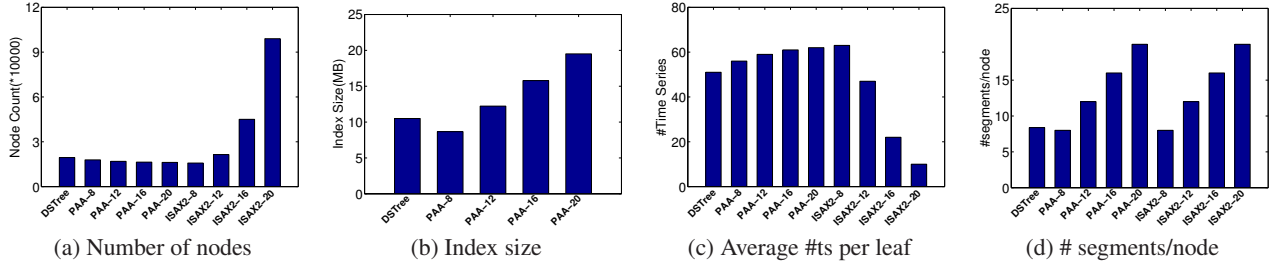 Node Count(*10000)
12
9
6
3
0
DSTree
PAA-8
PAA-12
PAA-16
PAA-20
ISAX2-8
ISAX2-12
ISAX2-16
ISAX2-20
(a) Number of nodes
Index Size(MB)
25
20
15
10
5
0
DSTree
PAA-8
PAA-12
PAA-16
PAA-20
(b) Index size
#Time Series
80
60
40
20
0
DSTree
PAA-8
PAA-12
PAA-16
PAA-20
ISAX2-8
ISAX2-12
ISAX2-16
ISAX2-20
(c) Average #ts per leaf
#segments/node
25
20
15
10
5
0
DSTree
PAA-8
PAA-12
PAA-16
PAA-20
ISAX2-8
ISAX2-12
ISAX2-16
ISAX2-20
(d) # segments/node